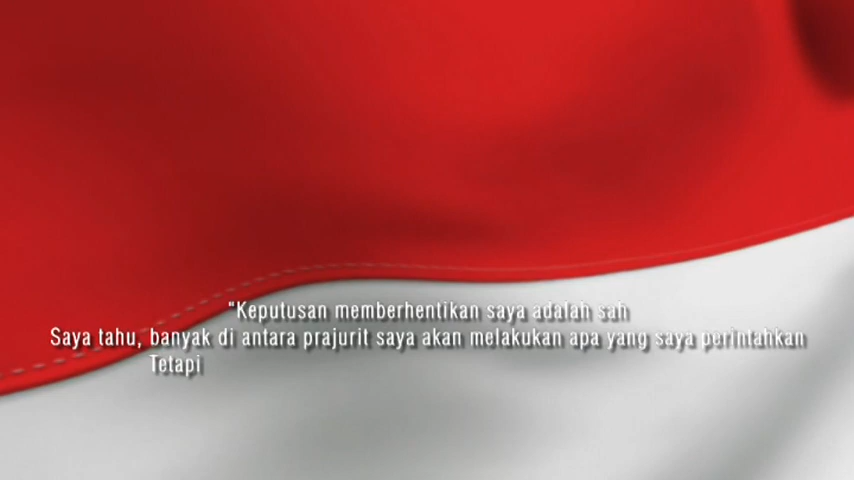 "Keputusan memberhentikan saya adalah sah
Saya tahu, banyak di antara prajurit saya akan melakukan apa yang saya perintahkan
Tetapi